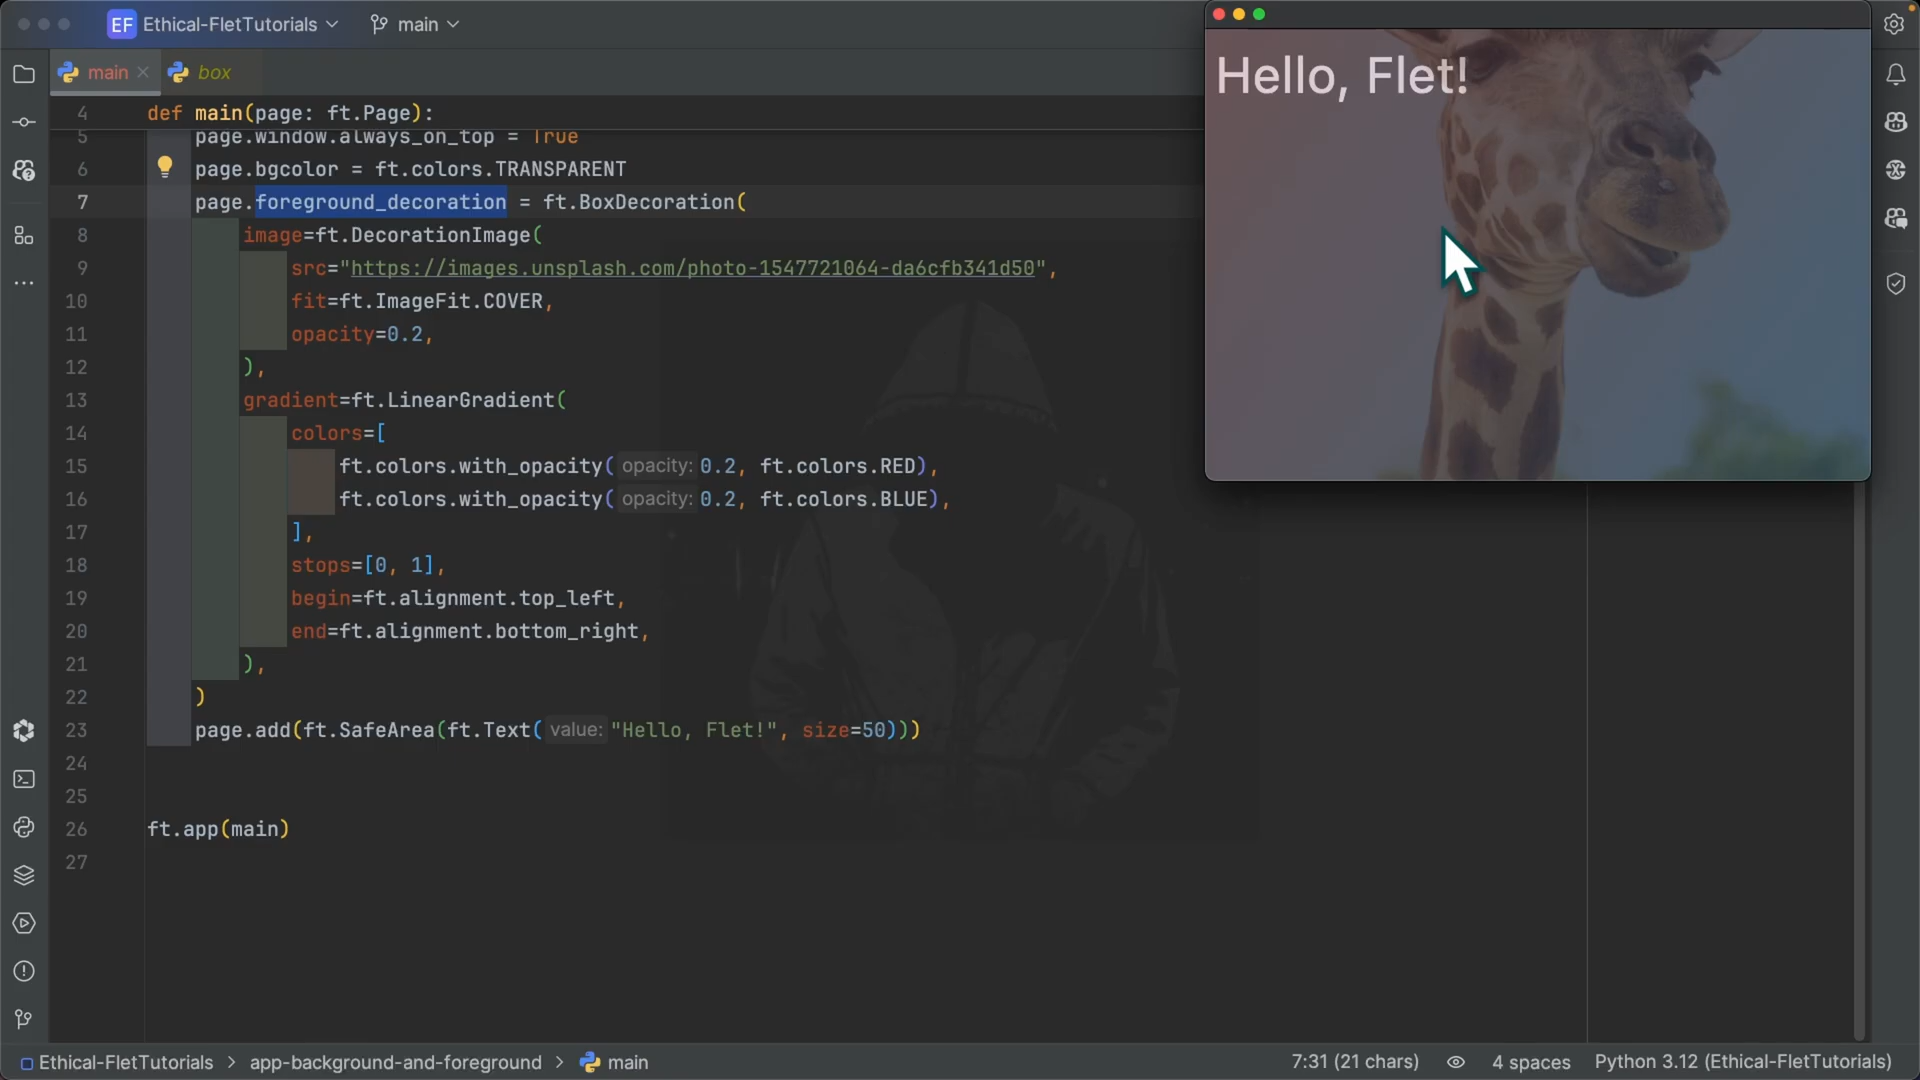 EF Ethical-FletTutorials main
main box
4 def main(page: ft.Page):
5 page.window.always_on_top = True
6 page.bgcolor = ft.colors.TRANSPARENT
7 page.foreground_decoration = ft.BoxDecoration(
8 image=ft.DecorationImage(
9 src="https://images.unsplash.com/photo-1547721064-da6cfb341d50",
10 fit=ft.ImageFit.COVER,
11 opacity=0.2,
12 ),
13 gradient=ft.LinearGradient(
14 colors=[
15 ft.colors.with_opacity( opacity: 0.2, ft.colors.RED),
16 ft.colors.with_opacity( opacity: 0.2, ft.colors.BLUE),
17 ],
18 stops=[0, 1],
19 begin=ft.alignment.top_left,
20 end=ft.alignment.bottom_right,
21 ),
22 )
23 page.add(ft.SafeArea(ft.Text( value: "Hello, Flet!", size=50)))
24
25
26 ft.app(main)
27
Hello, Flet!
Ethical-FletTutorials > app-background-and-foreground > main 7:31 (21 chars) 4 spaces Python 3.12 (Ethical-FletTutorials)